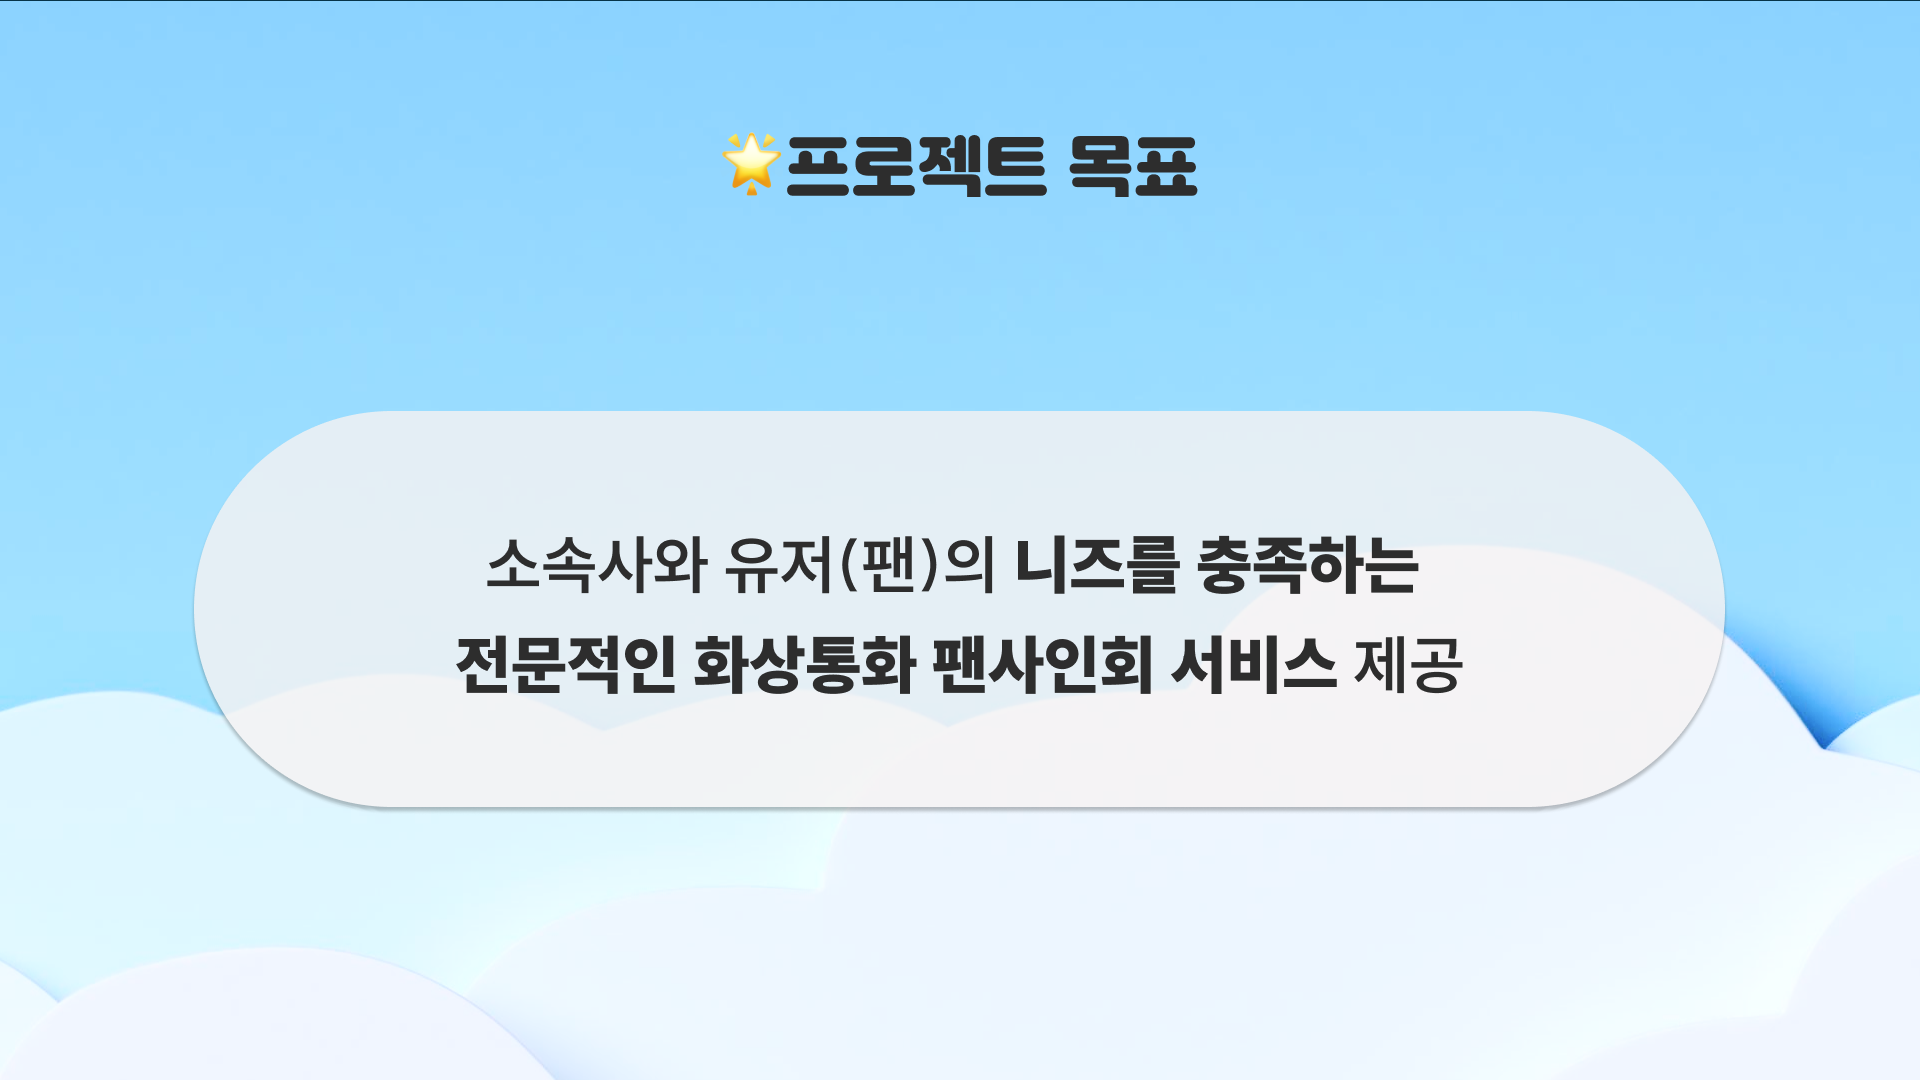 🌟프로젝트 목표
소속사와 유저(팬)의 니즈를 충족하는
전문적인 화상통화 팬사인회 서비스 제공